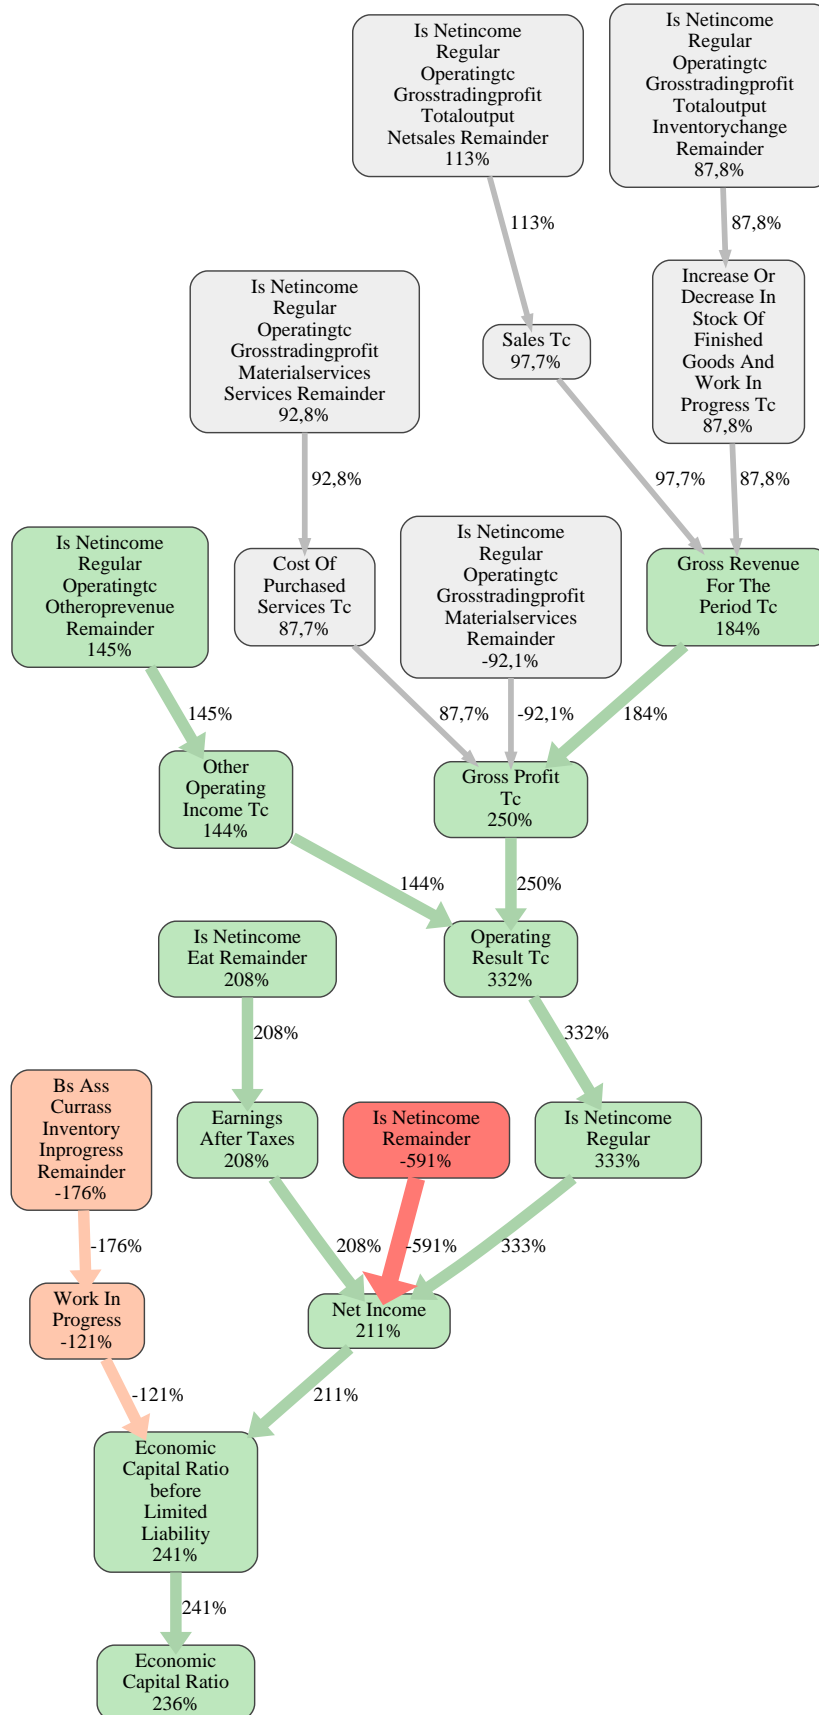 Is Netincome
Regular
Operatingtc
Grosstradingprofit
Totaloutput
Netsales Remainder
113%
Is Netincome
Regular
Operatingtc
Grosstradingprofit
Totaloutput
Inventorychange
Remainder
87,8%
113%
87,8%
Is Netincome
Regular
Operatingtc
Grosstradingprofit
Materialservices
Services Remainder
92,8%
Sales Tc
97,7%
Increase Or
Decrease In
Stock Of
Finished
Goods And
Work In
Progress Tc
87,8%
92,8%
97,7%
87,8%
Is Netincome
Regular
Operatingtc
Otheroprevenue
Remainder
145%
Cost Of
Purchased
Services Tc
87,7%
Is Netincome
Regular
Operatingtc
Grosstradingprofit
Materialservices
Remainder
-92,1%
Gross Revenue
For The
Period Tc
184%
145%
87,7%
-92,1%
184%
Other
Operating
Income Tc
144%
Gross Profit
Tc
250%
144%
250%
Is Netincome
Eat Remainder
208%
Operating
Result Tc
332%
208%
332%
Bs Ass
Currass
Inventory
Inprogress
Remainder
-176%
Earnings
After Taxes
208%
Is Netincome
Remainder
-591%
Is Netincome
Regular
333%
-176%
208%
-591%
333%
Work In
Progress
-121%
Net Income
211%
-121%
211%
Economic
Capital Ratio
before
Limited
Liability
241%
241%
Economic
Capital Ratio
236%